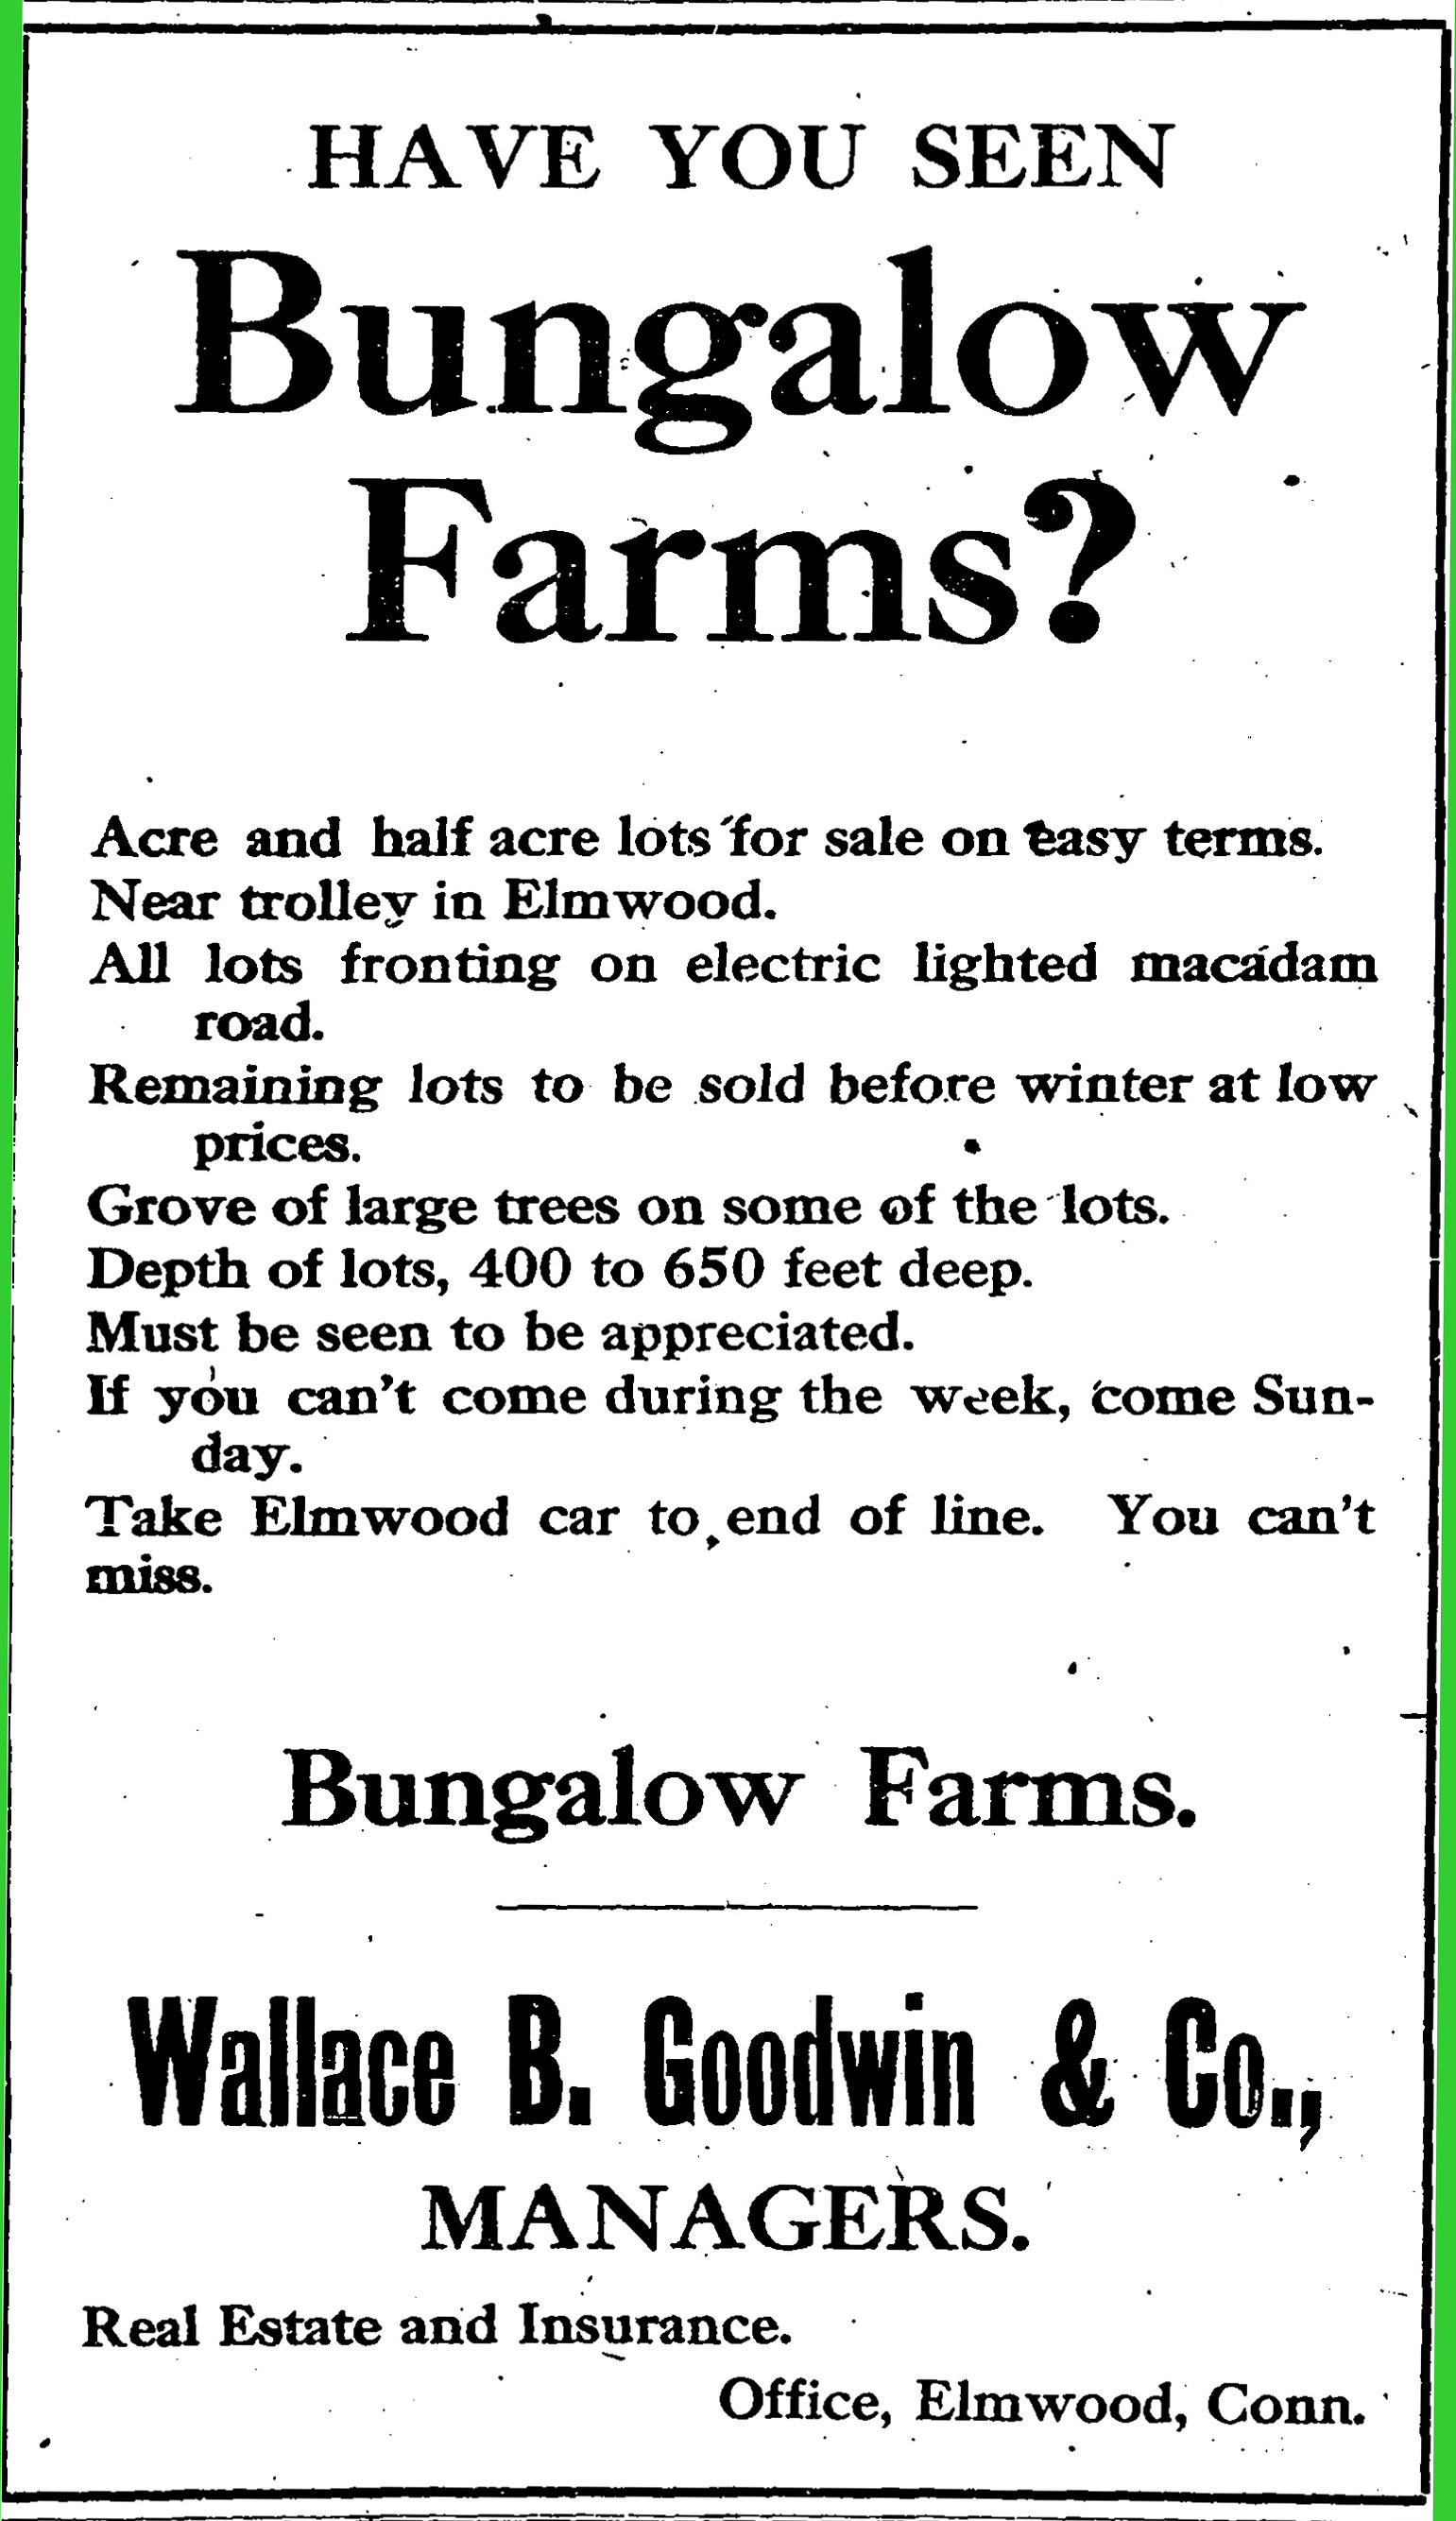 HAVE YOU SEEN
Bungalow
Farms?
Acre and half acre lots for sale on easy terms.
Near trolley in Elmwood.
All lots fronting on electric lighted macadam
road.
Remaining lots to be sold before winter at low
prices.
Grove of large trees on some of the lots.
Depth of lots, 400 to 650 feet deep.
Must be seen to be appreciated.
If you can't come during the week, come Sun-
day.
Take Elmwood car to end of line. You can't
miss.
Bungalow Farms.
Wallace B. Goodwin & Co.,
MANAGERS.
Real Estate and Insurance.
Office, Elmwood, Conn.